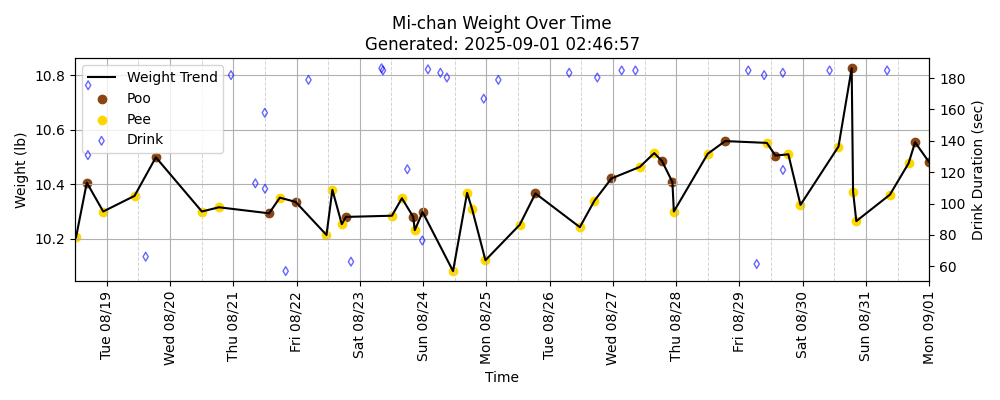 Mi-chan Weight Over Time
Generated: 2025-09-01 02:46:57
Weight (lb)
10.8
10.6
10.4
10.2
Weight Trend
Poo
Pee
Drink
180
160
140
120
100
80
60
Drink Duration (sec)
Tue 08/19
Wed 08/20
Thu 08/21
Fri 08/22
Sat 08/23
Sun 08/24
Mon 08/25
Tue 08/26
Wed 08/27
Thu 08/28
Fri 08/29
Sat 08/30
Sun 08/31
Mon 09/01
Time